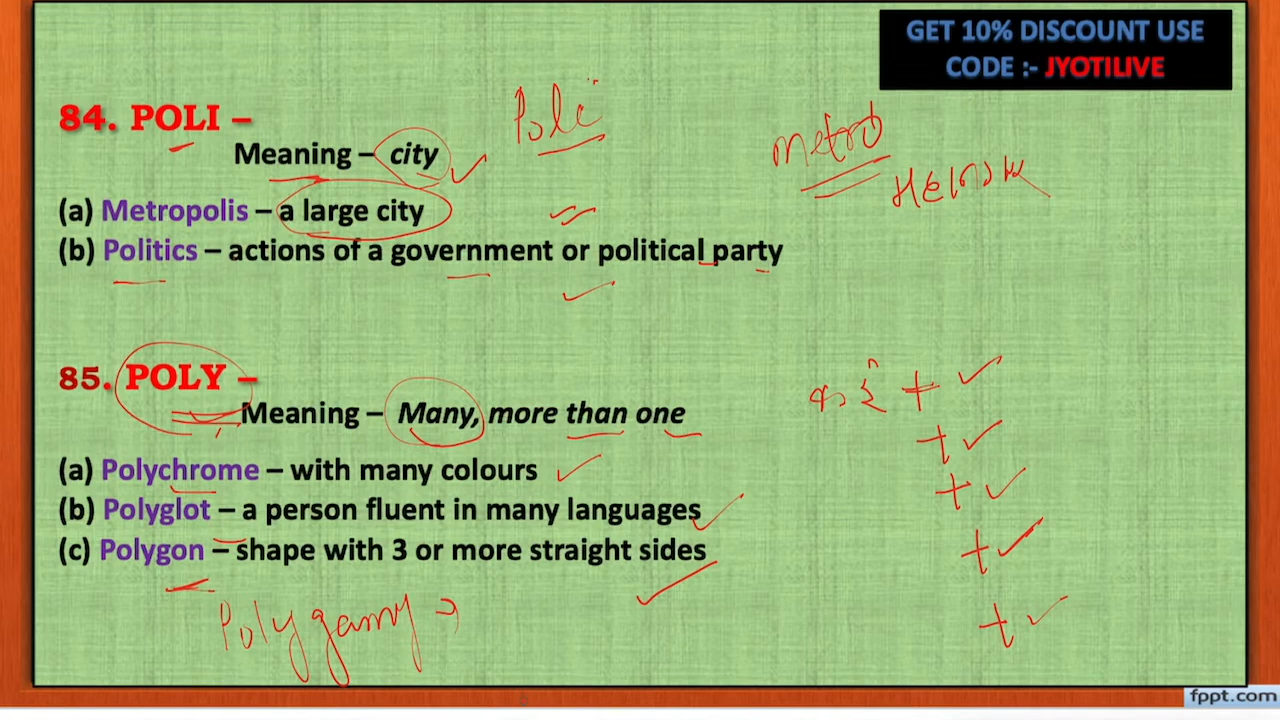 GET 10% DISCOUNT USE
CODE :- JYOTILIVE
84. POLI –
Poli
Metro
Meaning – city
(a) Metropolis – a large city
(b) Politics – actions of a government or political party
85. POLY –
Meaning – Many, more than one
(a) Polychrome – with many colours
(b) Polyglot – a person fluent in many languages
(c) Polygon – shape with 3 or more straight sides
Polygamy →
fppt.com